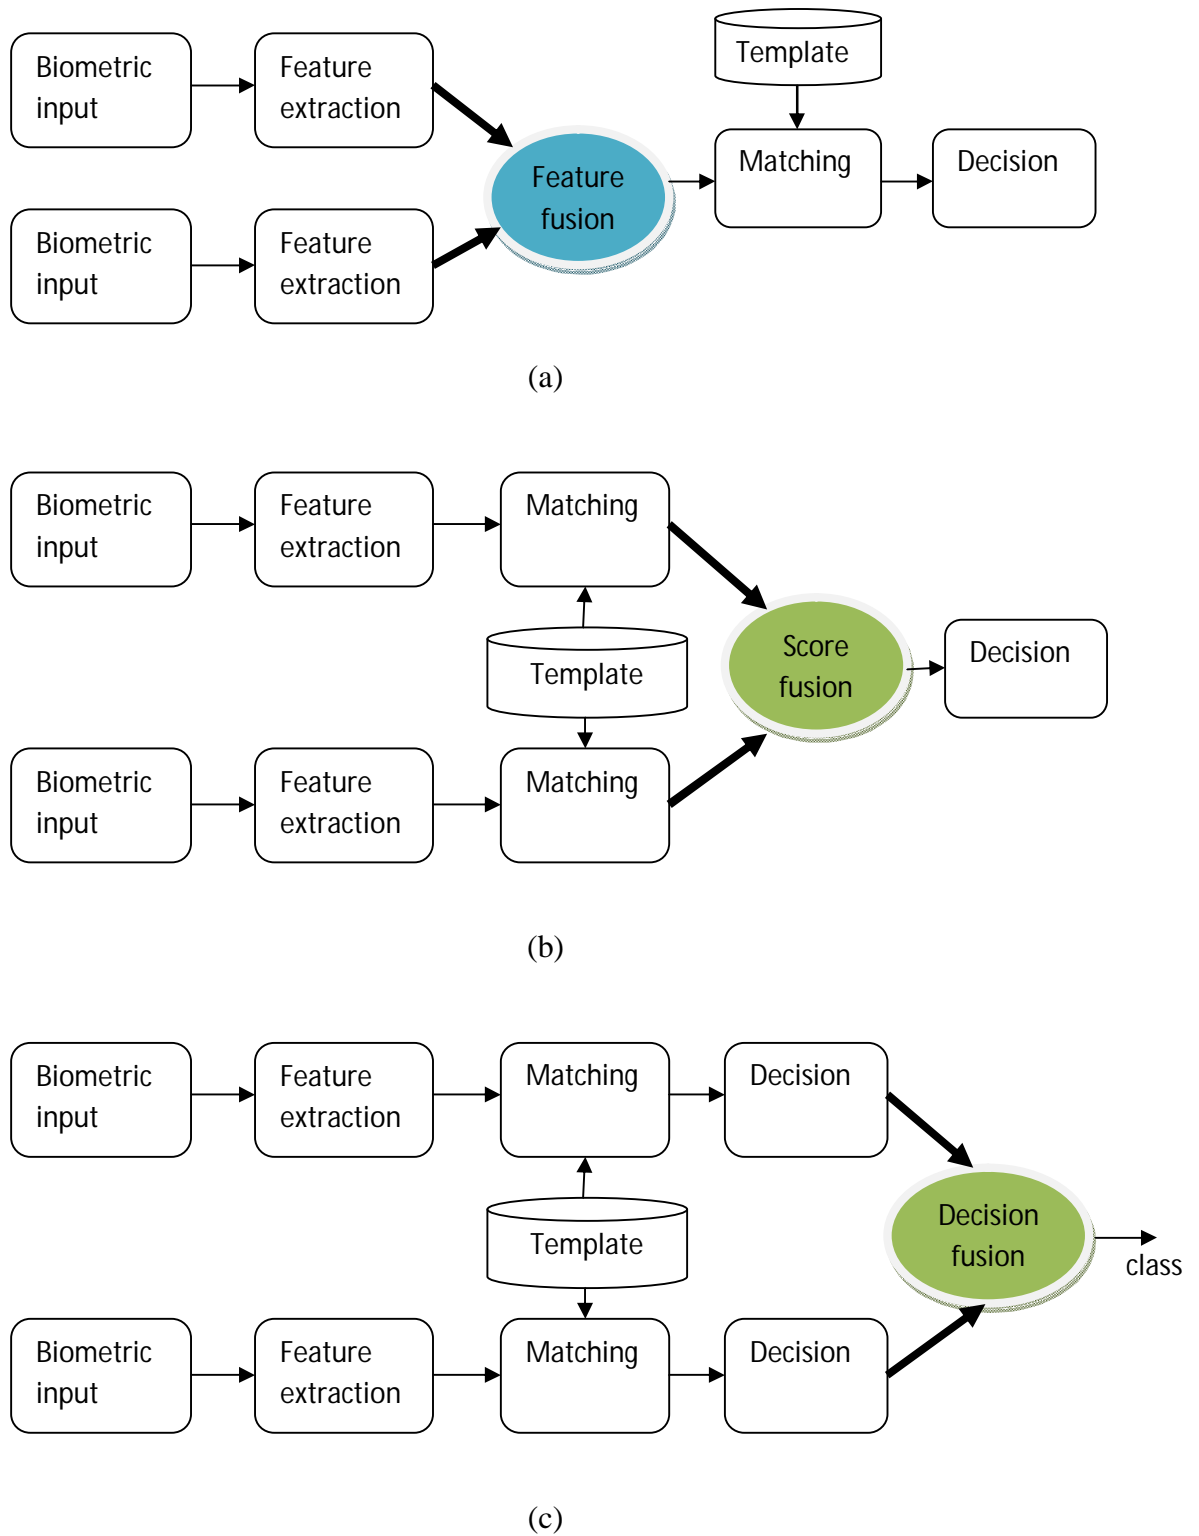 Biometric
input
Feature
extraction
Template
Feature
fusion
Matching
Decision
Biometric
input
Feature
extraction
(a)
Biometric
input
Feature
extraction
Matching
Template
Score
fusion
Decision
Biometric
input
Feature
extraction
Matching
(b)
Biometric
input
Feature
extraction
Matching
Decision
Template
Decision
fusion
class
Biometric
input
Feature
extraction
Matching
Decision
(c)